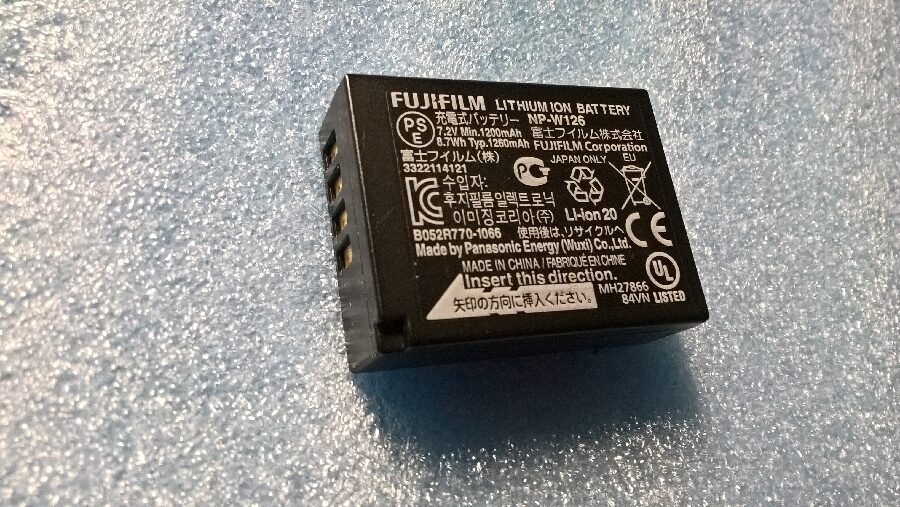 FUJIFILM LITHIUM ION BATTERY
充電式バッテリー NP-W126
PS E
7.2V Min.1200mAh 富士フイルム株式会社
8.7Wh Typ.1260mAh FUJIFILM Corporation
富士フイルム(株)
3322114121
JAPAN ONLY EU
수입자:
후지필름일렉트로닉
이미징코리아(주)
Li-ion 20
B052R770-1066 使用後は、リサイクルへ
Made by Panasonic Energy (Wuxi) Co.,Ltd.
MADE IN CHINA / FABRIQUÉ EN CHINE
Insert this direction.
矢印の方向に挿入ください。
MH27866
84VN LISTED
UL